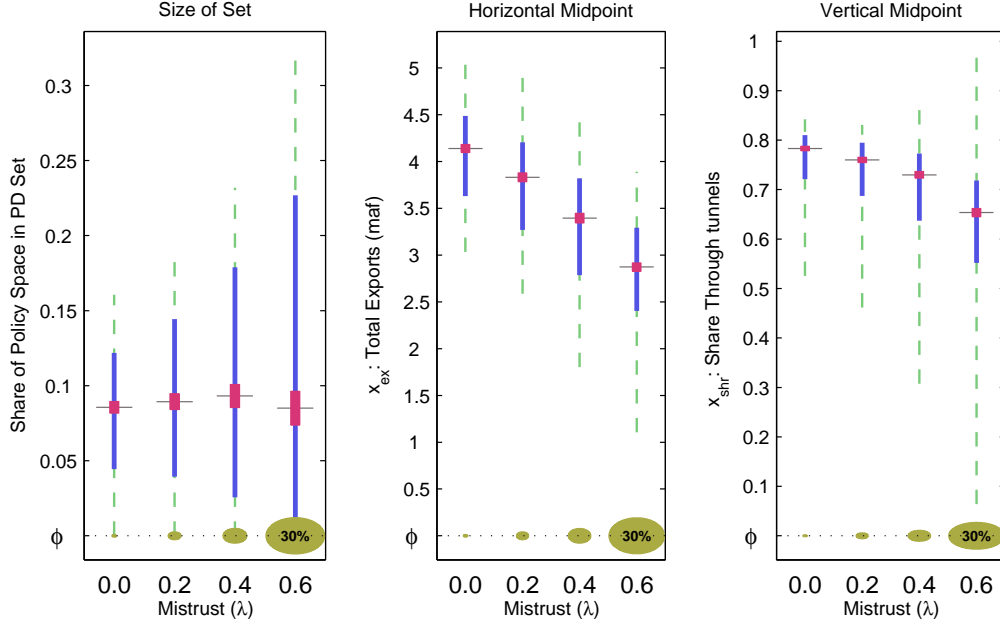 Size of Set
Share of Policy Space in PD Set
0.3
0.25
0.2
0.15
0.1
0.05
ϕ
30%
0.0 0.2 0.4 0.6
Mistrust (λ)
Horizontal Midpoint
x_ex: Total Exports (maf)
5
4.5
4
3.5
3
2.5
2
1.5
1
0.5
ϕ
30%
0.0 0.2 0.4 0.6
Mistrust (λ)
Vertical Midpoint
x_shr: Share Through tunnels
1
0.9
0.8
0.7
0.6
0.5
0.4
0.3
0.2
0.1
ϕ
30%
0.0 0.2 0.4 0.6
Mistrust (λ)